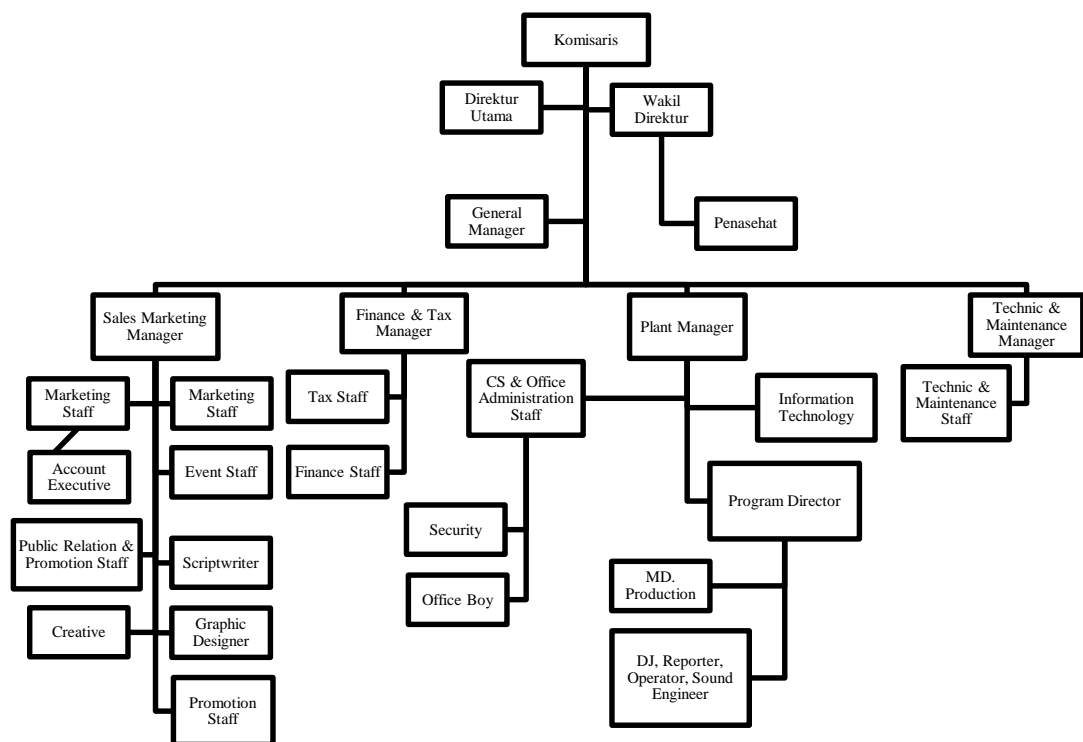 Komisaris
Direktur
Utama
Wakil
Direktur
General
Manager
Penasehat
Sales Marketing
Manager
Finance & Tax
Manager
Plant Manager
Technic &
Maintenance
Manager
Marketing
Staff
Marketing
Staff
Account
Executive
Event Staff
Public Relation &
Promotion Staff
Scriptwriter
Creative
Graphic
Designer
Promotion
Staff
Tax Staff
Finance Staff
CS & Office
Administration
Staff
Information
Technology
Security
Office Boy
Program Director
MD.
Production
DJ, Reporter,
Operator, Sound
Engineer
Technic &
Maintenance Staff